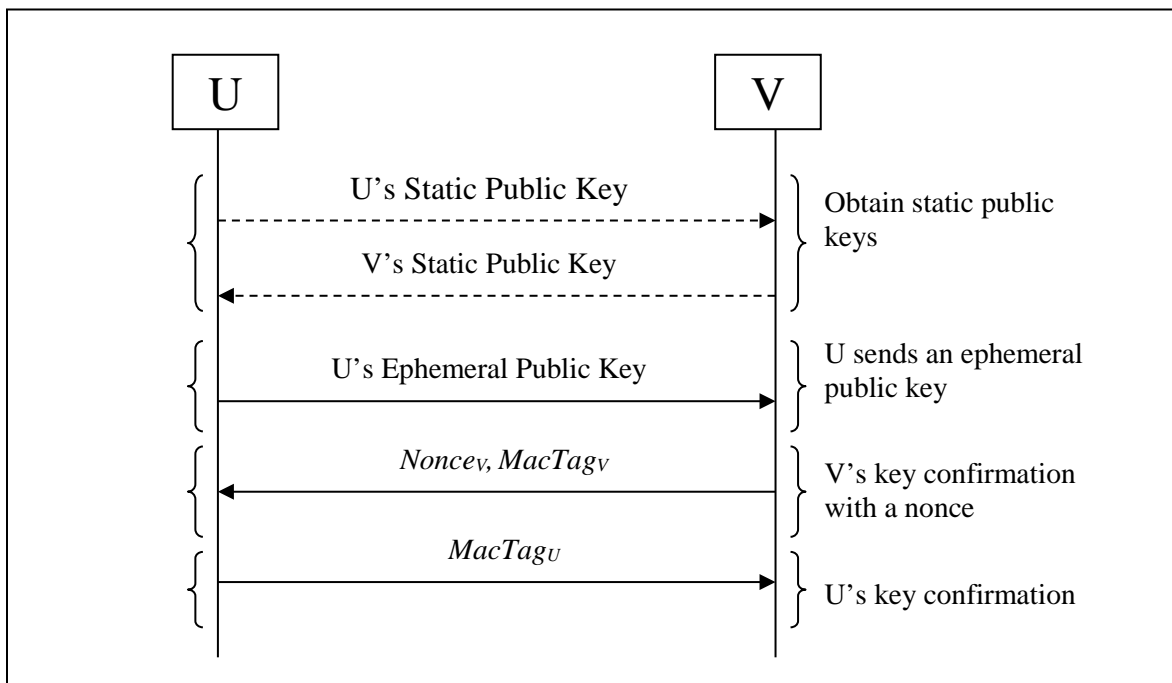 U
V
U’s Static Public Key
Obtain static public
keys
V’s Static Public Key
U’s Ephemeral Public Key
U sends an ephemeral
public key
NonceV, MacTagV
V’s key confirmation
with a nonce
MacTagU
U’s key confirmation